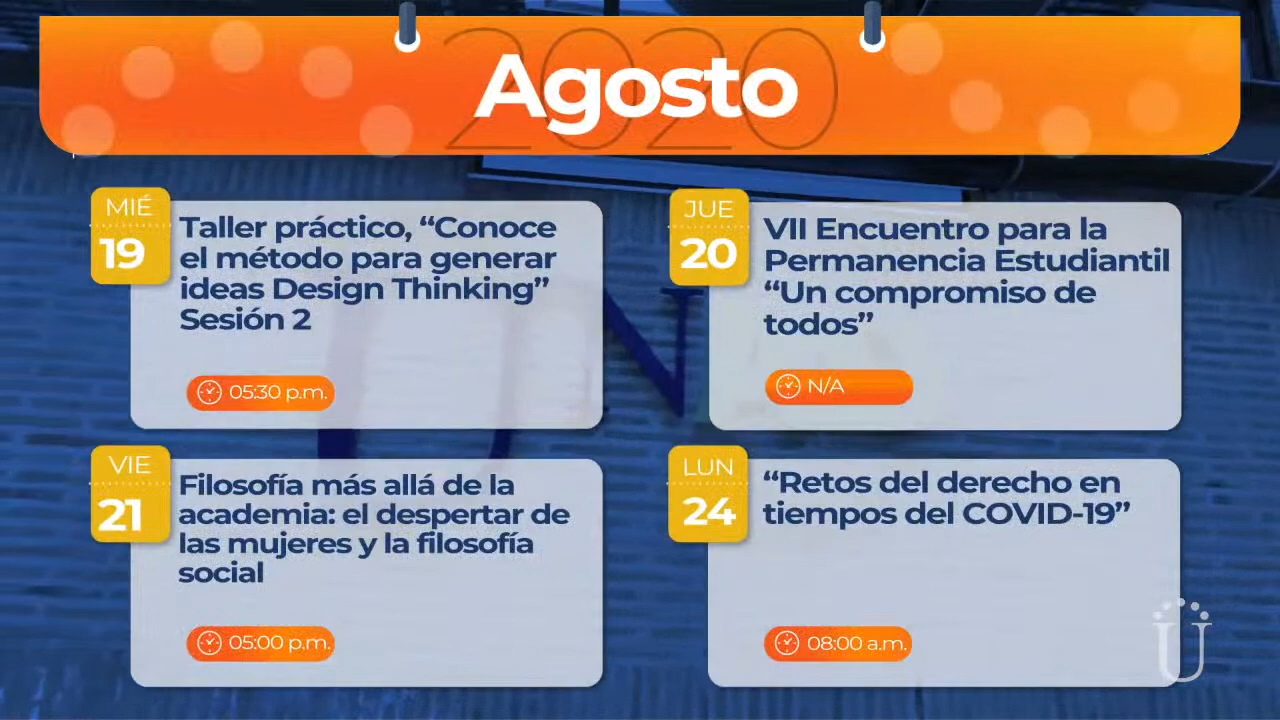 2020
Agosto
MIÉ
19
Taller práctico, “Conoce
el método para generar
ideas Design Thinking”
Sesión 2
05:30 p.m.
JUE
20
VII Encuentro para la
Permanencia Estudiantil
“Un compromiso de
todos”
N/A
VIE
21
Filosofía más allá de la
academia: el despertar de
las mujeres y la filosofía
social
05:00 p.m.
LUN
24
“Retos del derecho en
tiempos del COVID-19”
08:00 a.m.
U